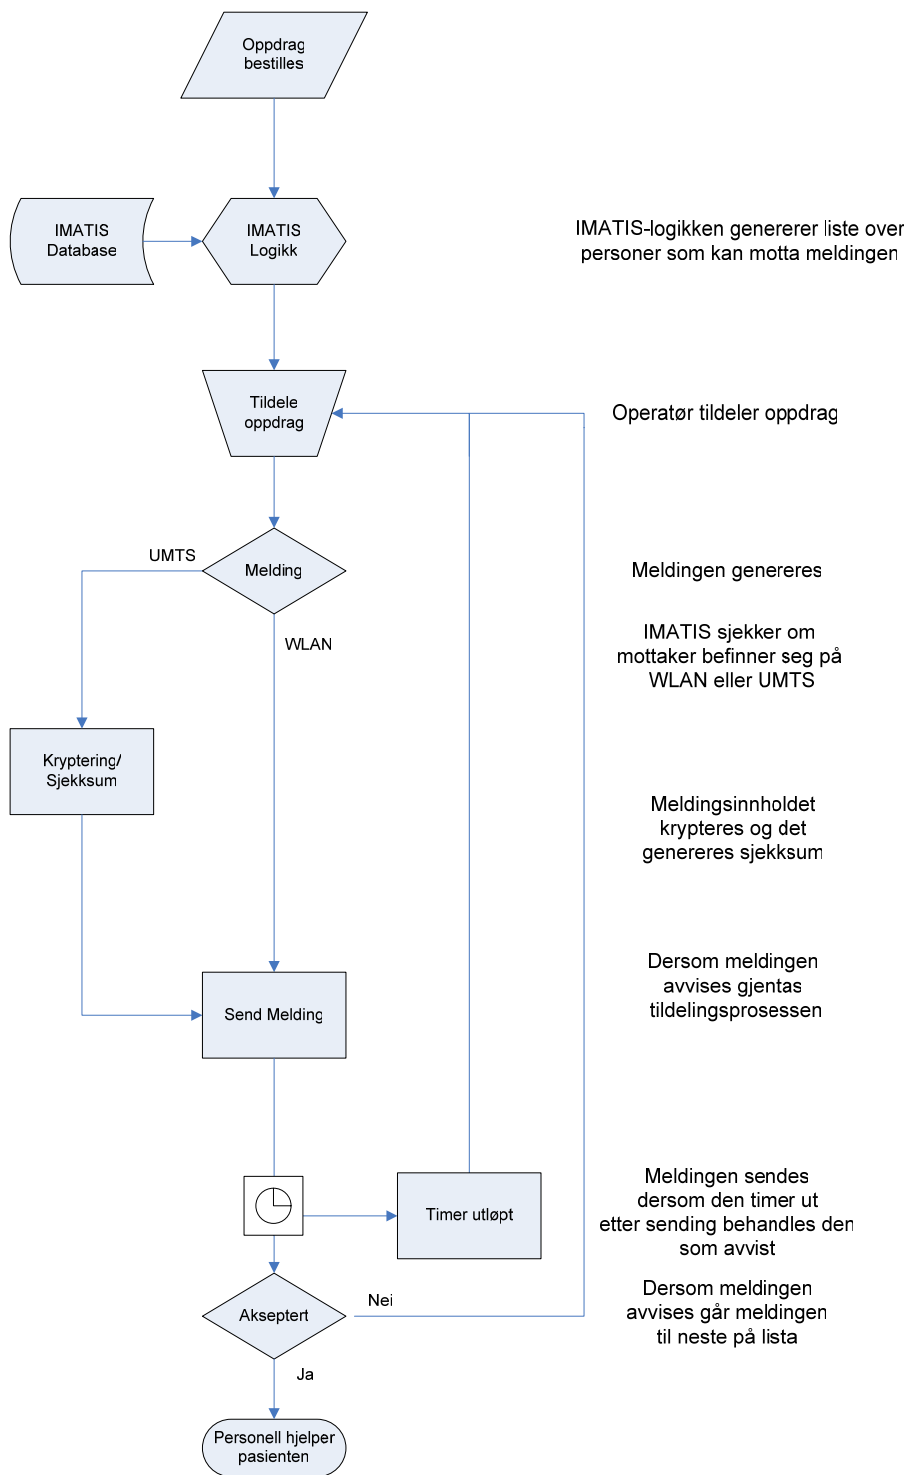 Oppdrag
bestilles
IMATIS
Database
IMATIS
Logikk
IMATIS-logikken genererer liste over
personer som kan motta meldingen
Tildele
oppdrag
Operatør tildeler oppdrag
UMTS
Melding
Meldingen genereres
WLAN
IMATIS sjekker om
mottaker befinner seg på
WLAN eller UMTS
Kryptering/
Sjekksum
Meldingsinnholdet
krypteres og det
genereres sjekksum
Dersom meldingen
avvises gjentas
tildelingsprosessen
Send Melding
Timer utløpt
Meldingen sendes
dersom den timer ut
etter sending behandles den
som avvist
Akseptert
Nei
Dersom meldingen
avvises går meldingen
til neste på lista
Ja
Personell hjelper
pasienten